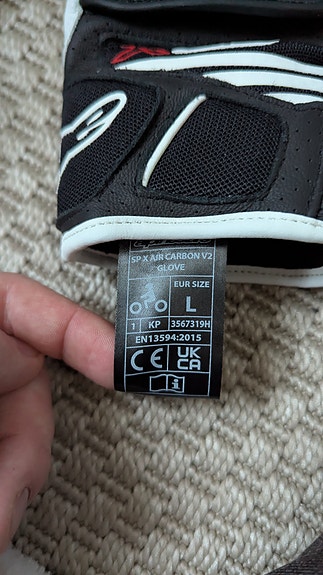 SP X AIR CARBON V2
GLOVE
EUR SIZE
L
1 KP 3567319H
EN13594:2015
CE UK
CA
i